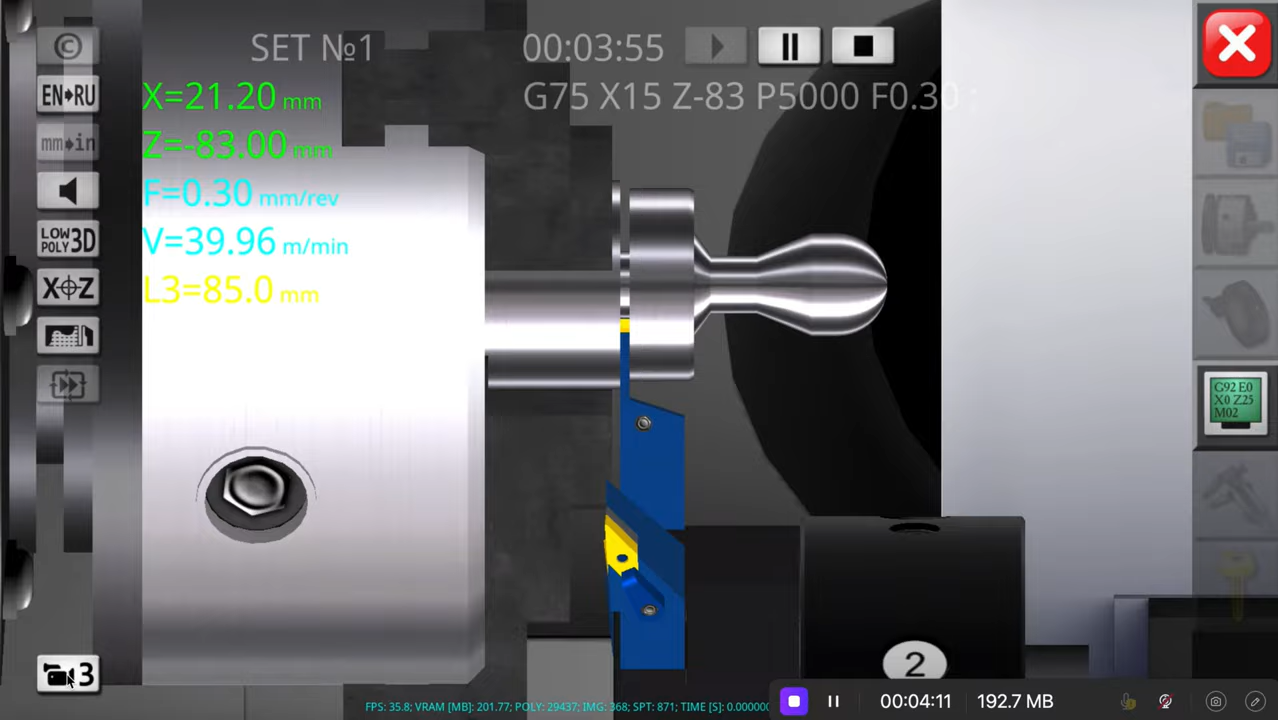 ©
SET №1
00:03:55
X=21.20 mm
G75 X15 Z-83 P5000 F0.30 :
EN▸RU
mm▸in
Z=-83.00 mm
F=0.30 mm/rev
LOW POLY 3D
V=39.96 m/min
X Z
L3=85.0 mm
G92 E0
X0 Z25
M02
3
2
FPS: 35.8; VRAM [MB]: 201.77; POLY: 29437; IMG: 368; SPT: 871; TIME [S]: 0.000000
00:04:11
192.7 MB